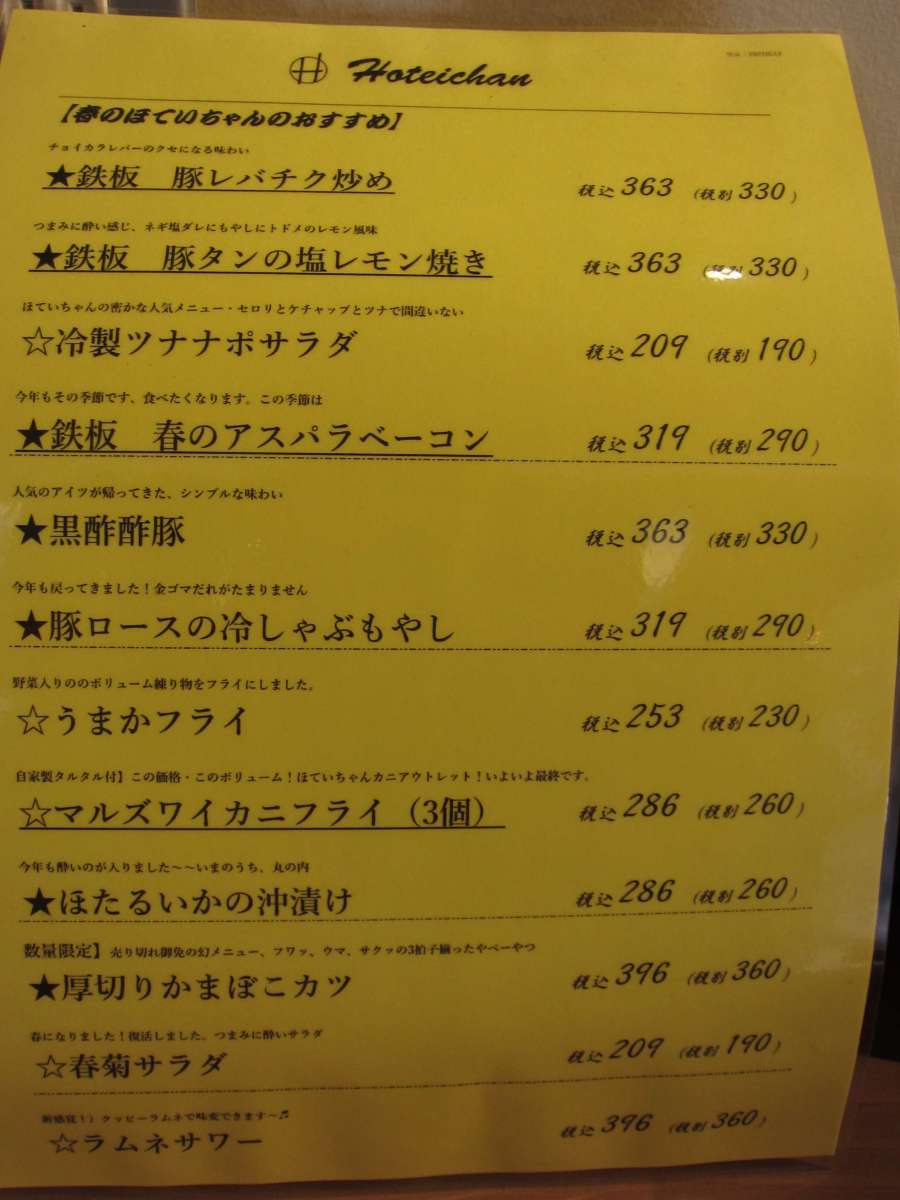 Hoteichan
【春のほていちゃんのおすすめ】
チョイカラレバーのクセになる味わい
★鉄板 豚レバチク炒め 税込363 (税別330)
つまみに酔い感じ、ネギ塩ダレにもやしにトドメのレモン風味
★鉄板 豚タンの塩レモン焼き 税込363 (税別330)
ほていちゃんの密かな人気メニュー・セロリとケチャップとツナで間違いない
☆冷製ツナナポサラダ 税込209 (税別190)
今年もその季節です、食べたくなります。この季節は
★鉄板 春のアスパラベーコン 税込319 (税別290)
人気のアイツが帰ってきた、シンプルな味わい
★黒酢酢豚 税込363 (税別330)
今年も戻ってきました！金ゴマだれがたまりません
★豚ロースの冷しゃぶもやし 税込319 (税別290)
野菜入りののボリューム練り物をフライにしました。
☆うまかフライ 税込253 (税別230)
自家製タルタル付】この価格・このボリューム！ほていちゃんカニアウトレット！いよいよ最終です。
☆マルズワイカニフライ（3個） 税込286 (税別260)
今年も酔いのが入りました～～いまのうち、丸の内
★ほたるいかの沖漬け 税込286 (税別260)
数量限定】売り切れ御免の幻メニュー、フワッ、ウマ、サクッの3拍子揃ったやべーやつ
★厚切りかまぼこカツ 税込396 (税別360)
春になりました！復活しました。つまみに酔いサラダ
☆春菊サラダ 税込209 (税別190)
新感覚！）クッピーラムネで味変できます～♬
☆ラムネサワー 税込396 (税別360)